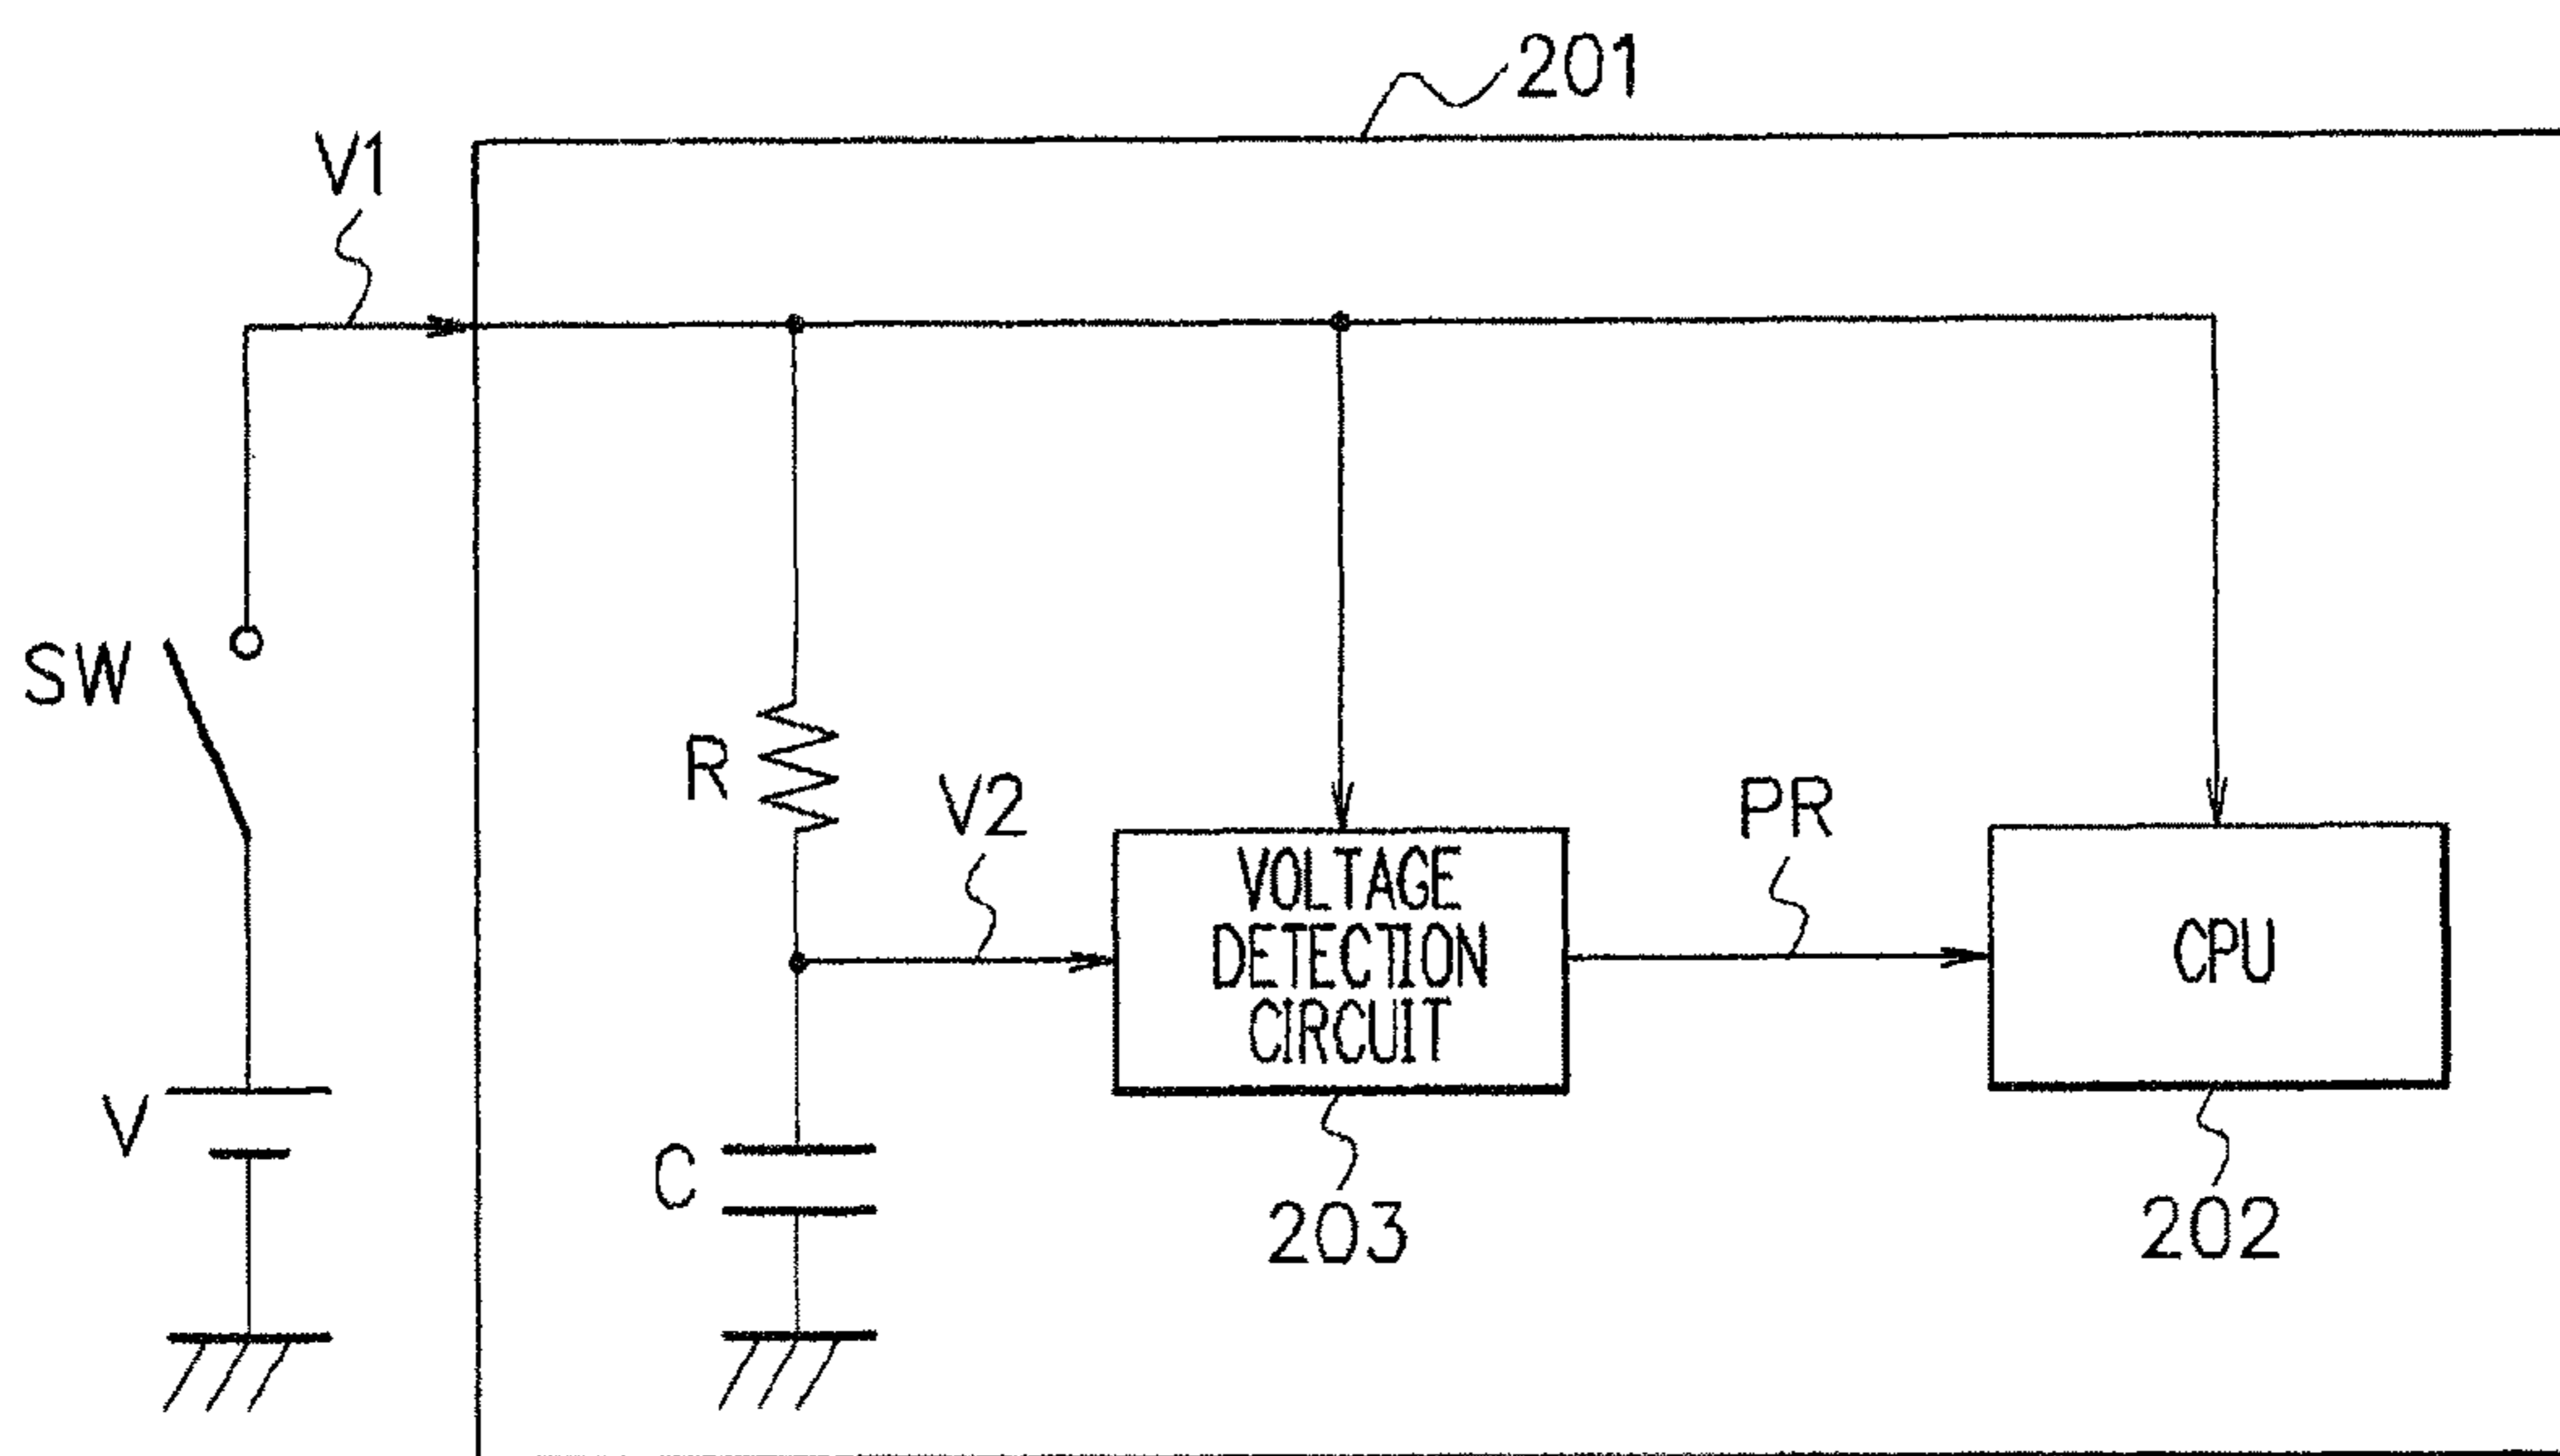 201
V1
SW
R
V2
PR
VOLTAGE
DETECTION
CIRCUIT
CPU
V
C
203
202